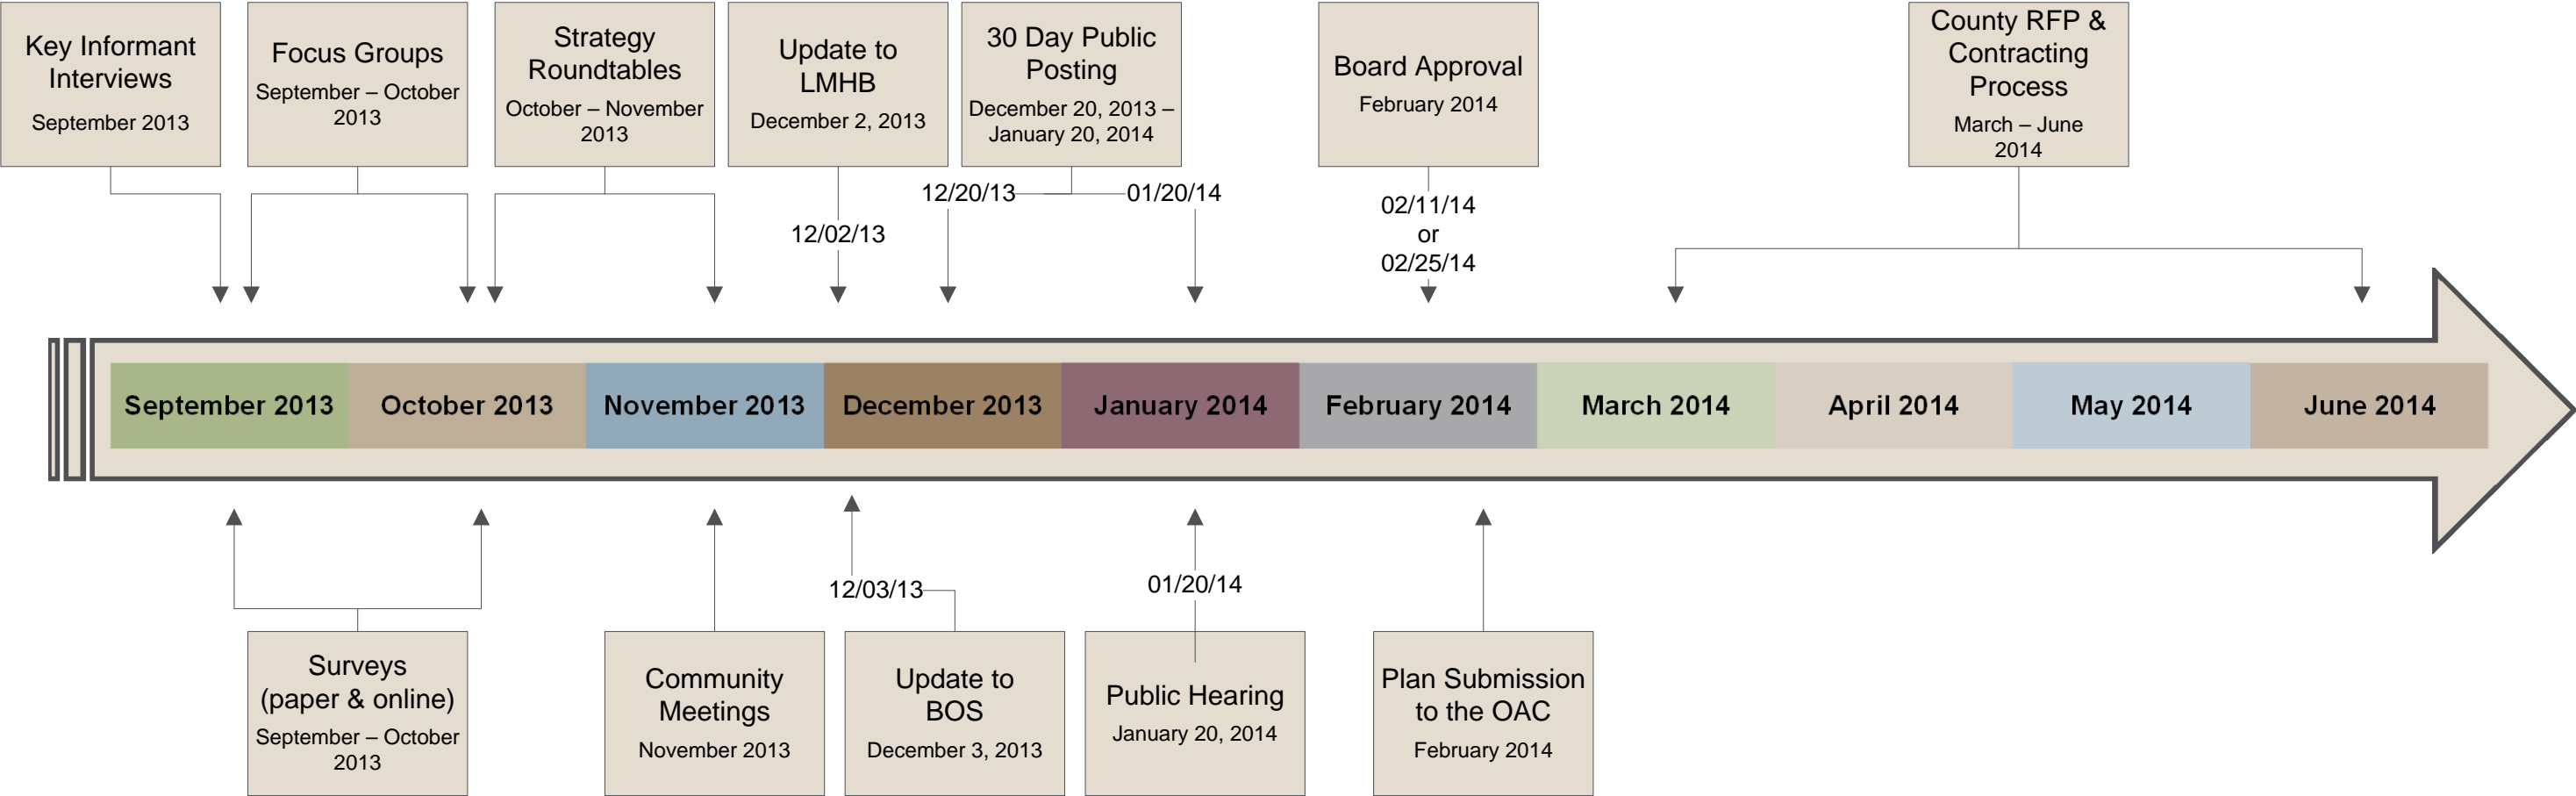 Key Informant
Interviews
September 2013
Focus Groups
September – October
2013
Strategy
Roundtables
October – November
2013
Update to
LMHB
December 2, 2013
30 Day Public
Posting
December 20, 2013 –
January 20, 2014
Board Approval
February 2014
County RFP &
Contracting
Process
March – June
2014
12/02/13
12/20/13
01/20/14
02/11/14
or
02/25/14
September 2013
October 2013
November 2013
December 2013
January 2014
February 2014
March 2014
April 2014
May 2014
June 2014
12/03/13
01/20/14
Surveys
(paper & online)
September – October
2013
Community
Meetings
November 2013
Update to
BOS
December 3, 2013
Public Hearing
January 20, 2014
Plan Submission
to the OAC
February 2014